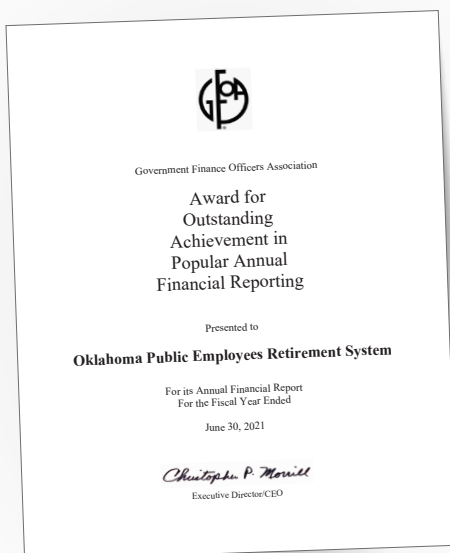 GFOA
Government Finance Officers Association
Award for
Outstanding
Achievement in
Popular Annual
Financial Reporting
Presented to
Oklahoma Public Employees Retirement System
For its Annual Financial Report
For the Fiscal Year Ended
June 30, 2021
Christopher P. Morrill
Executive Director/CEO